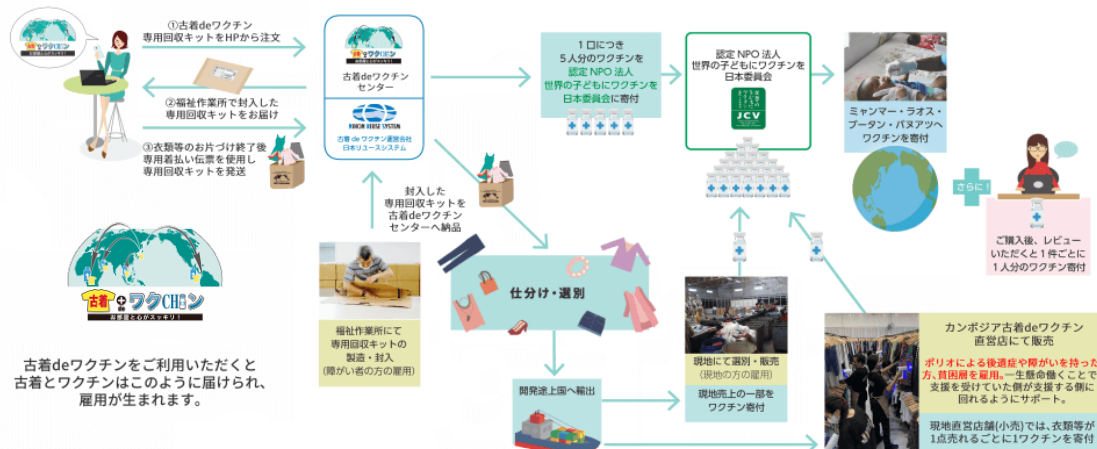 ①古着deワクチン
専用回収キットをHPから注文
②福祉作業所で封入した
専用回収キットをお届け
③衣類等のお片づけ終了後
専用着払い伝票を使用し
専用回収キットを発送
古着deワクチン
センター
NIHON REUSE SYSTEM
古着deワクチン運営会社
日本リユースシステム
封入した
専用回収キットを
古着deワクチン
センターへ納品
福祉作業所にて
専用回収キットの
製造・封入
(障がい者の方の雇用)
1口につき
5人分のワクチンを
認定NPO法人
世界の子どもにワクチンを
日本委員会に寄付
認定NPO法人
世界の子どもにワクチンを
日本委員会
JCV
ミャンマー・ラオス・
ブータン・バヌアツへ
ワクチンを寄付
さらに!
ご購入後、レビュー
いただくと1件ごとに
1人分のワクチン寄付
仕分け・選別
開発途上国へ輸出
現地にて選別・販売
(現地の方の雇用)
現地売上の一部を
ワクチン寄付
カンボジア古着deワクチン
直営店にて販売
ポリオによる後遺症や障がいを持った
方、貧困層を雇用。一生懸命働くことで
支援を受けていた側が支援する側に
回れるようにサポート。
現地直営店舗(小売)では、衣類等が
1点売れるごとに1ワクチンを寄付
古着deワクCHIン
お部屋と心がスッキリ!
古着deワクチンをご利用いただくと
古着とワクチンはこのように届けられ、
雇用が生まれます。